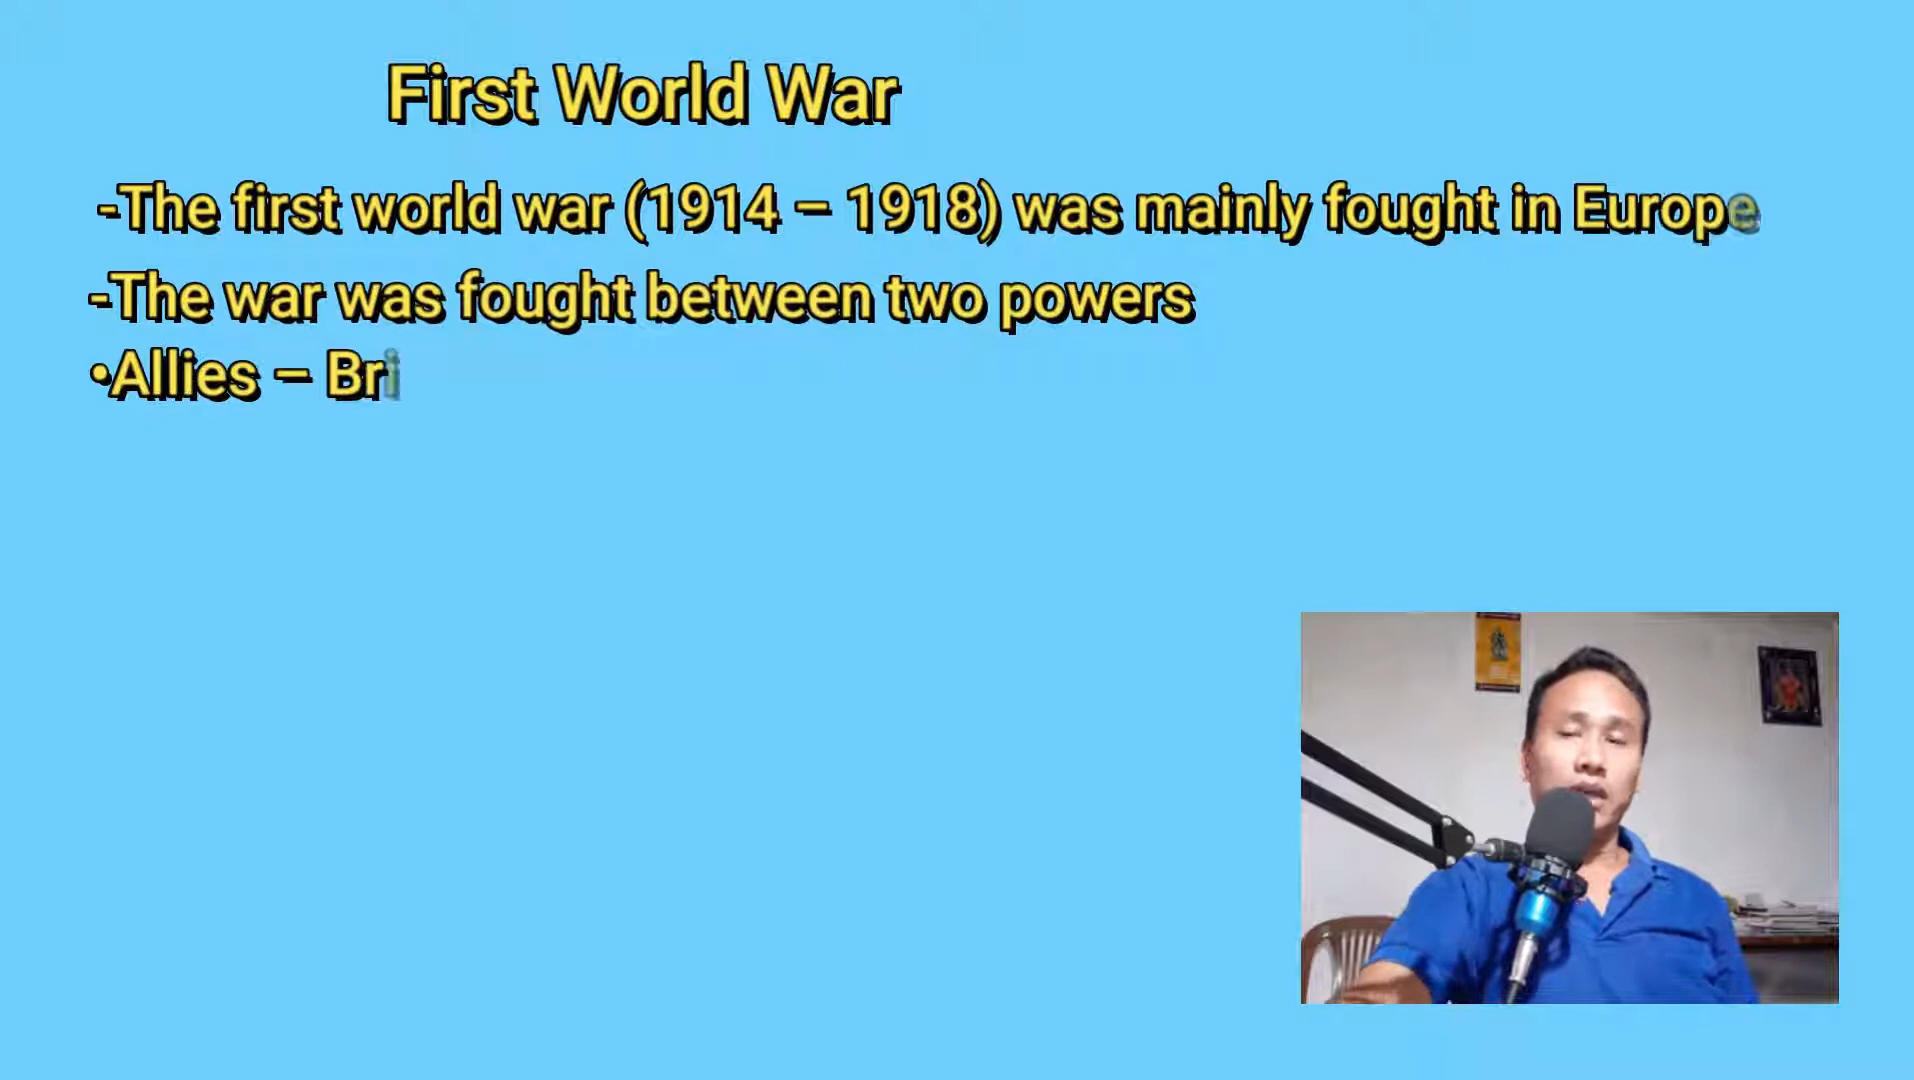 First World War
-The first world war (1914 – 1918) was mainly fought in Europe
-The war was fought between two powers
•Allies – Bri